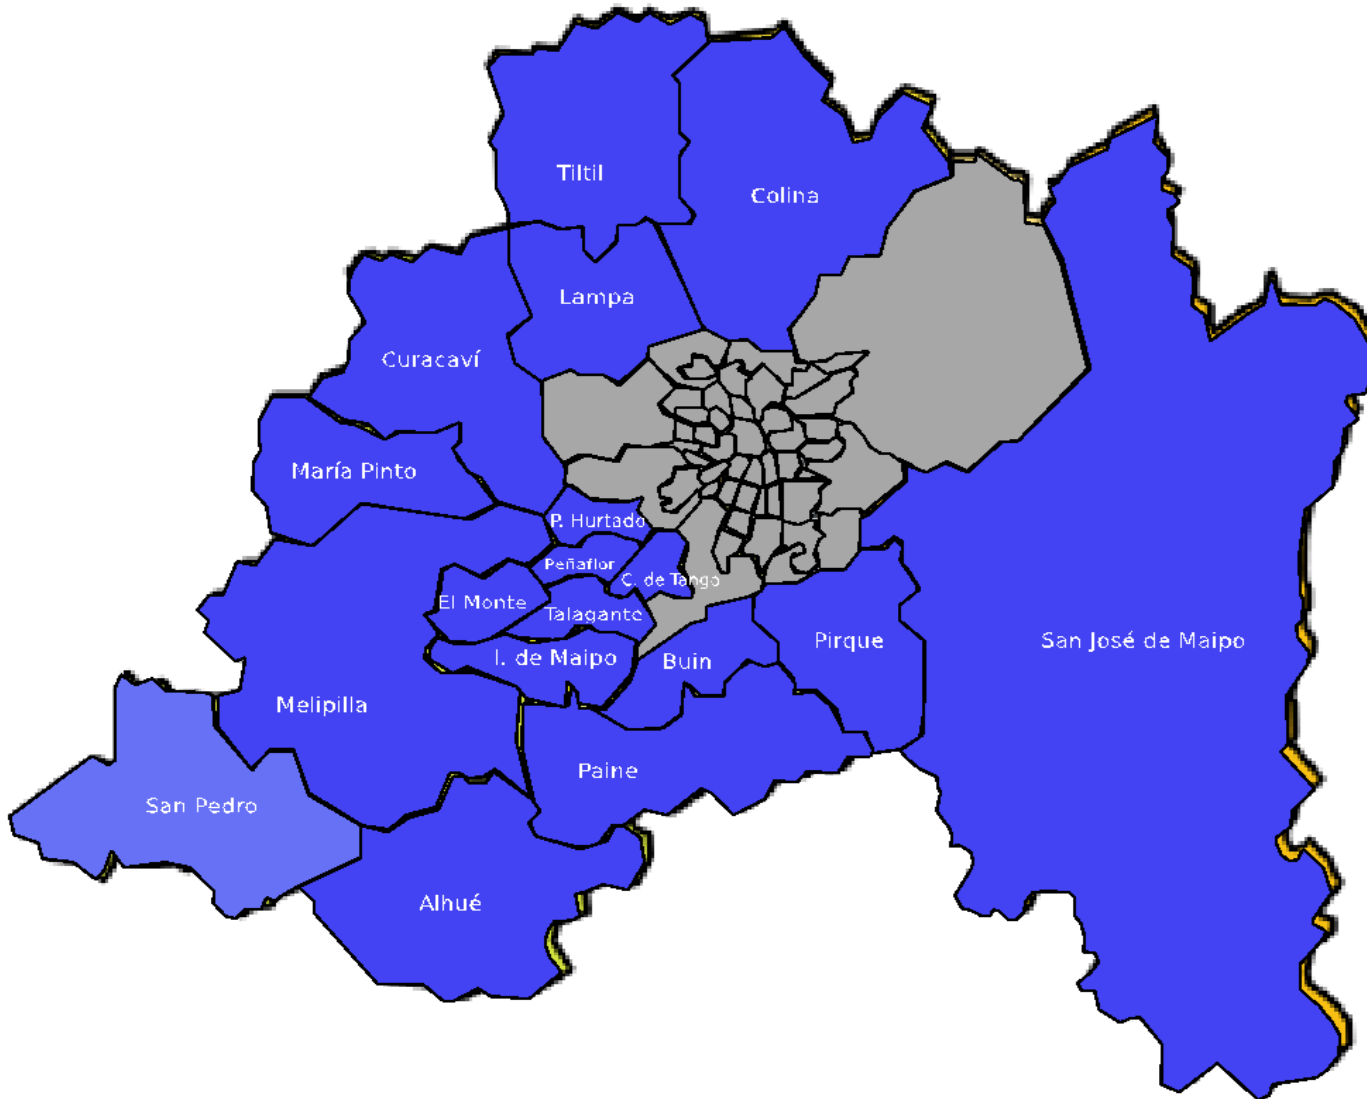 Tiltil
Colina
Lampa
Curacaví
María Pinto
P. Hurtado
Peñaflor
C. de Tango
El Monte
Talagante
I. de Maipo
Buin
Pirque
San José de Maipo
Melipilla
Paine
San Pedro
Alhué